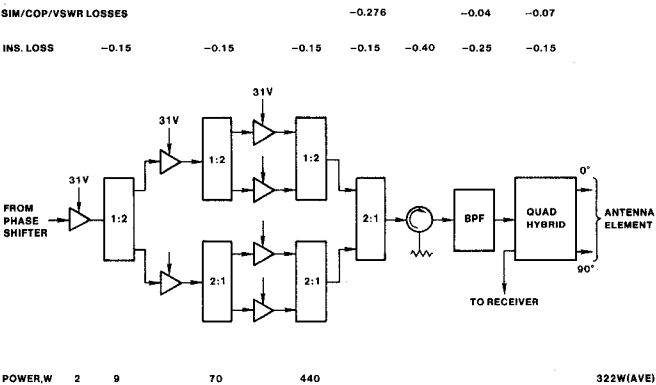 SIM/COP/VSWR LOSSES -0.276 -0.04 -0.07
INS. LOSS -0.15 -0.15 -0.15 -0.15 -0.40 -0.25 -0.15
31V
31V
1:2
1:2
31V
0°
FROM
PHASE
SHIFTER
1:2
2:1
BPF
QUAD
HYBRID
ANTENNA
ELEMENT
2:1
2:1
90°
TO RECEIVER
POWER,W 2 9 70 440 322W(AVE)